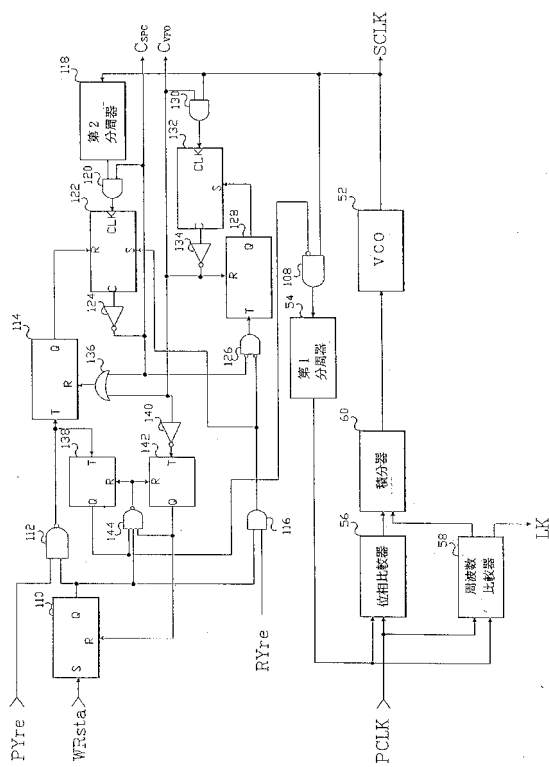 PYre
WRsta
110
S
Q
R
112
114
T
Q
R
136
138
T
R
Q
140
142
T
R
Q
144
116
RYre
118
第2
分周器
120
122
CLK
R
S
C
124
126
T
Q
R
128
130
132
CLK
S
C
134
CSPC
CVFO
108
54
第1
分周器
52
VCO
SCLK
60
積分器
56
位相比較器
58
周波数
比較器
PCLK
LK